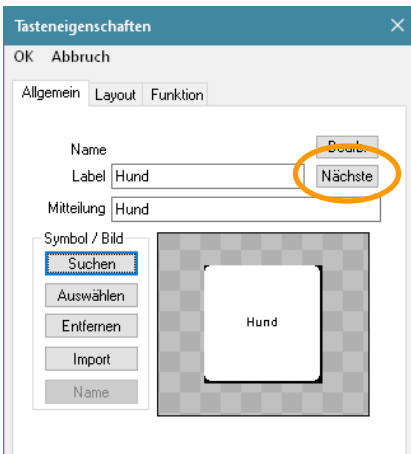 Tasteneigenschaften
OK Abbruch
Allgemein Layout Funktion
Name Bearb.
Label Hund Nächste
Mitteilung Hund
Symbol / Bild
Suchen
Auswählen
Hund
Entfernen
Import
Name